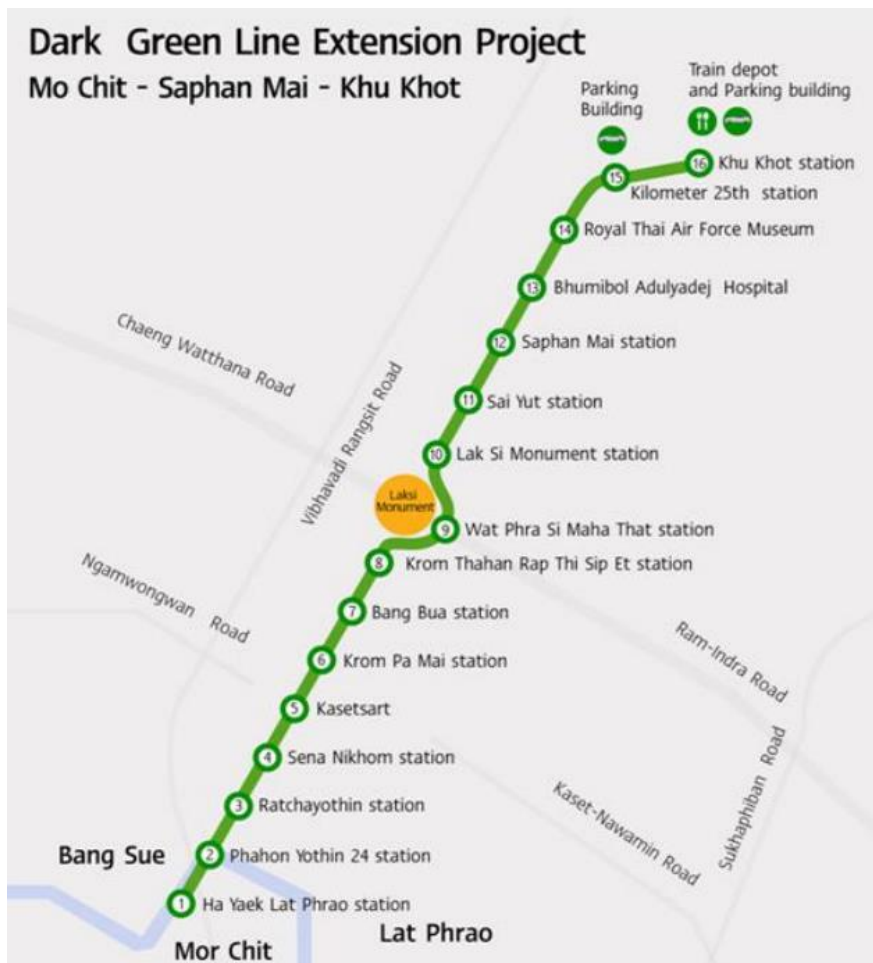 Dark Green Line Extension Project
Mo Chit - Saphan Mai - Khu Khot
Parking
Building
Train depot
and Parking building
16 Khu Khot station
15 Kilometer 25th station
14 Royal Thai Air Force Museum
13 Bhumibol Adulyadej Hospital
12 Saphan Mai station
11 Sai Yut station
10 Lak Si Monument station
Chaeng Watthana Road
Vibhavadi Rangsit Road
Laksi
Monument
9 Wat Phra Si Maha That station
8 Krom Thahan Rap Thi Sip Et station
7 Bang Bua station
6 Krom Pa Mai station
5 Kasetsart
4 Sena Nikhom station
3 Ratchayothin station
2 Phahon Yothin 24 station
1 Ha Yaek Lat Phrao station
Ngamwongwan Road
Ram-Indra Road
Kaset-Nawamin Road
Sukhaphiban Road
Bang Sue
Mor Chit
Lat Phrao